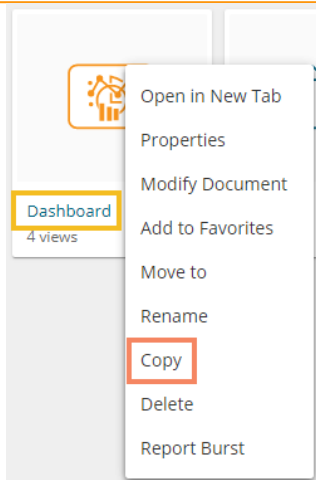 Dashboard
4 views
Open in New Tab
Properties
Modify Document
Add to Favorites
Move to
Rename
Copy
Delete
Report Burst